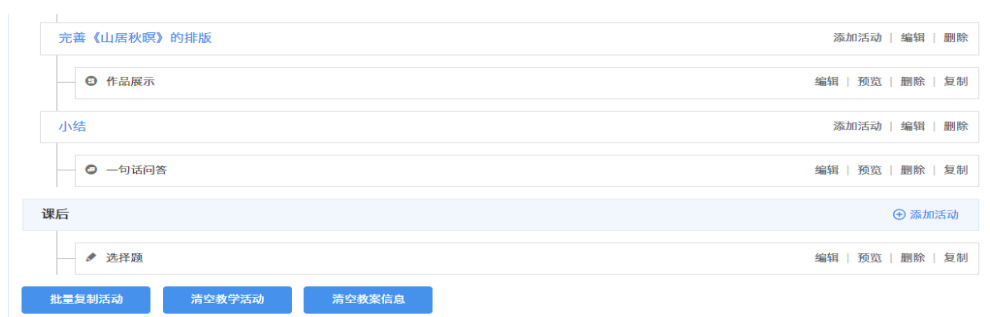 完善《山居秋暝》的排版 添加活动 | 编辑 | 删除
作品展示 编辑 | 预览 | 删除 | 复制
小结 添加活动 | 编辑 | 删除
一句话问答 编辑 | 预览 | 删除 | 复制
课后 添加活动
选择题 编辑 | 预览 | 删除 | 复制
批量复制活动 清空教学活动 清空教案信息